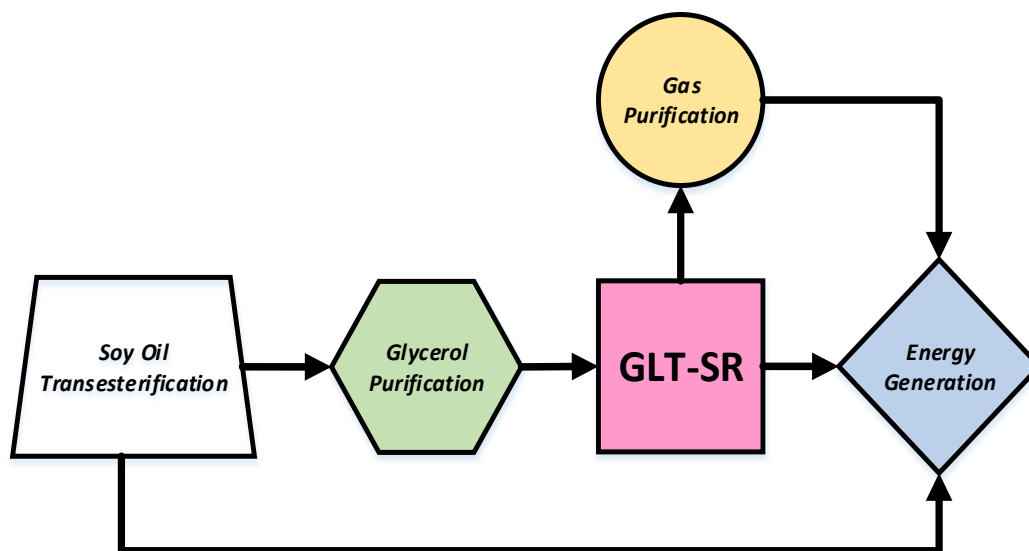 Gas
Purification
Soy Oil
Transesterification
Glycerol
Purification
GLT-SR
Energy
Generation